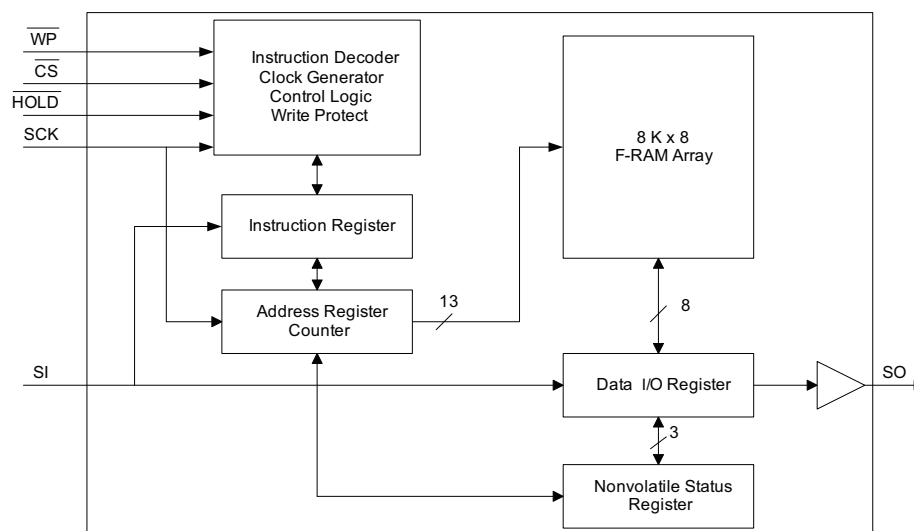 WP
CS
HOLD
SCK
Instruction Decoder
Clock Generator
Control Logic
Write Protect
8 K x 8
F-RAM Array
Instruction Register
Address Register
Counter
13
8
SI
Data I/O Register
SO
3
Nonvolatile Status
Register